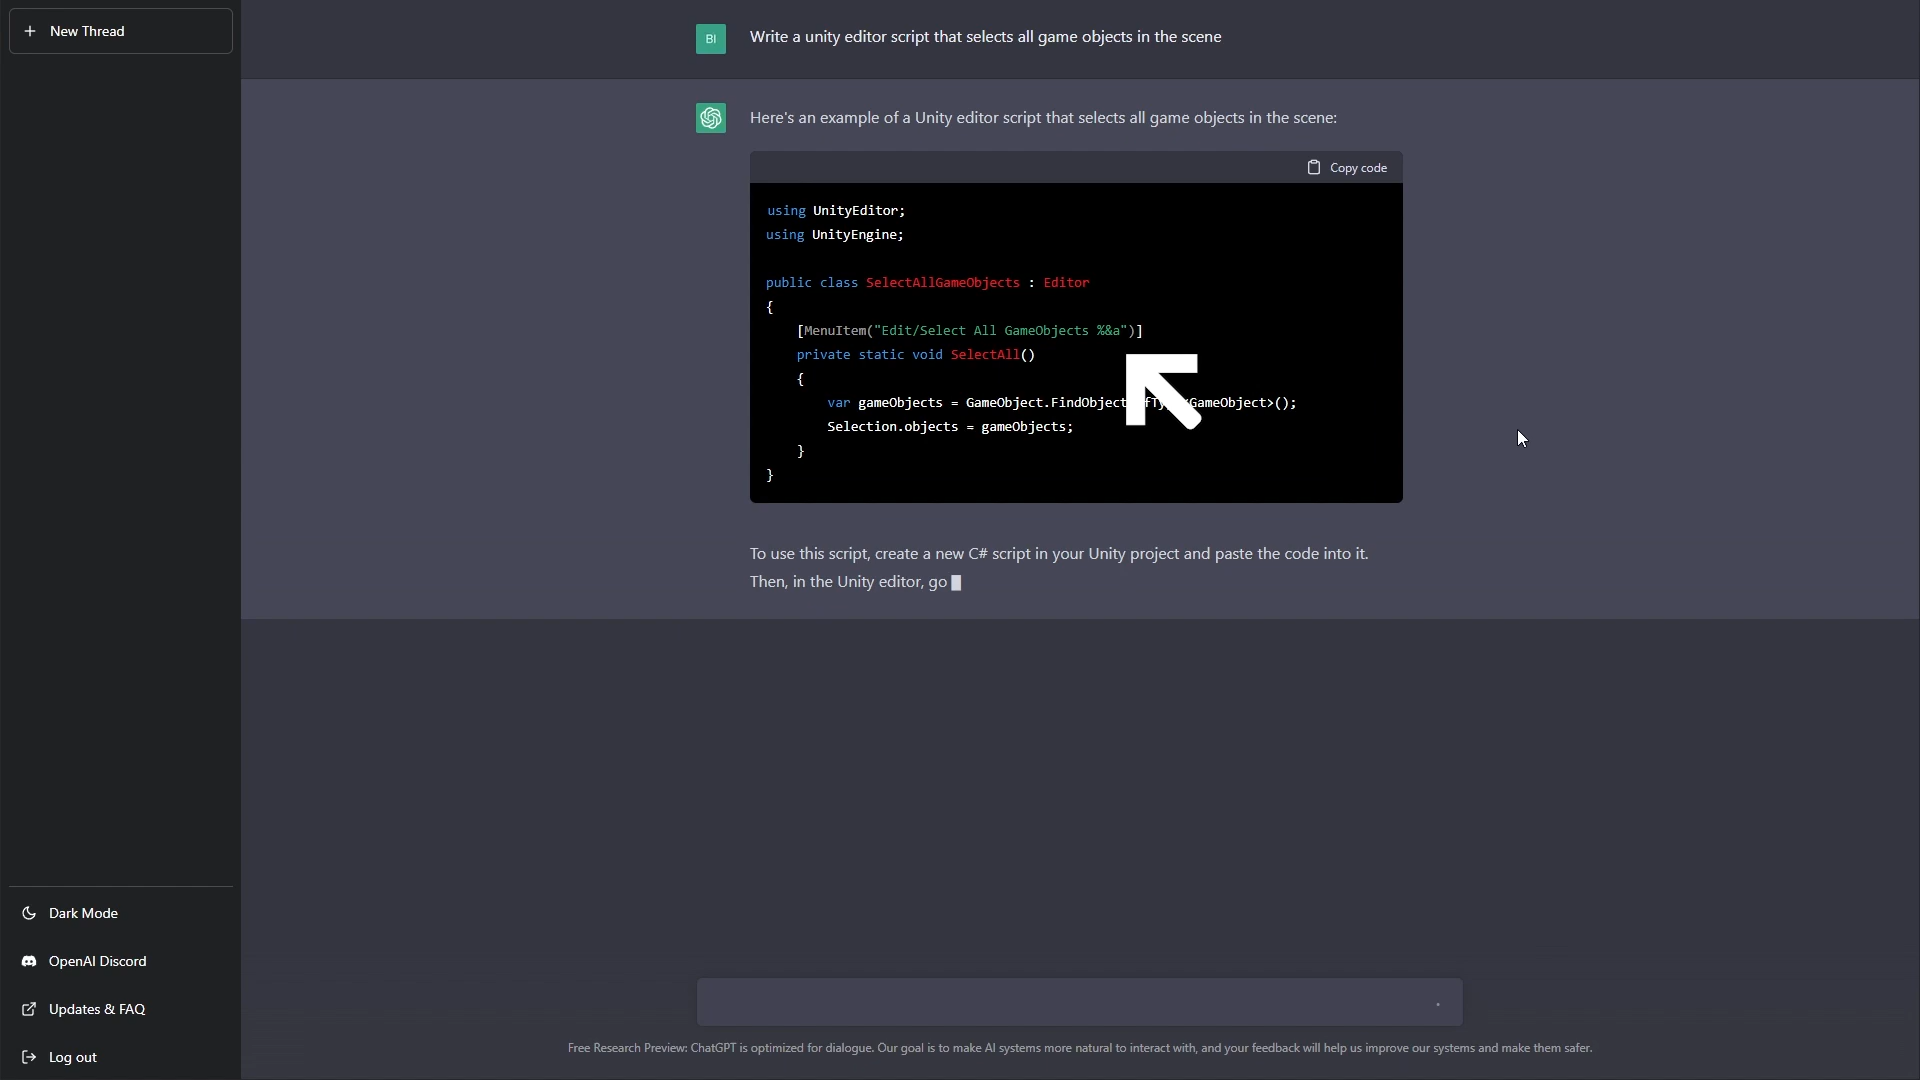 New Thread
BI
Write a unity editor script that selects all game objects in the scene
Here's an example of a Unity editor script that selects all game objects in the scene:
Copy code
using UnityEditor;
using UnityEngine;
public class SelectAllGameObjects : Editor
{
[MenuItem("Edit/Select All GameObjects %&a")]
private static void SelectAll()
{
var gameObjects = GameObject.FindObject GameObject>();
Selection.objects = gameObjects;
}
}
To use this script, create a new C# script in your Unity project and paste the code into it.
Then, in the Unity editor, go
Dark Mode
OpenAI Discord
Updates & FAQ
Log out
Free Research Preview: ChatGPT is optimized for dialogue. Our goal is to make AI systems more natural to interact with, and your feedback will help us improve our systems and make them safer.